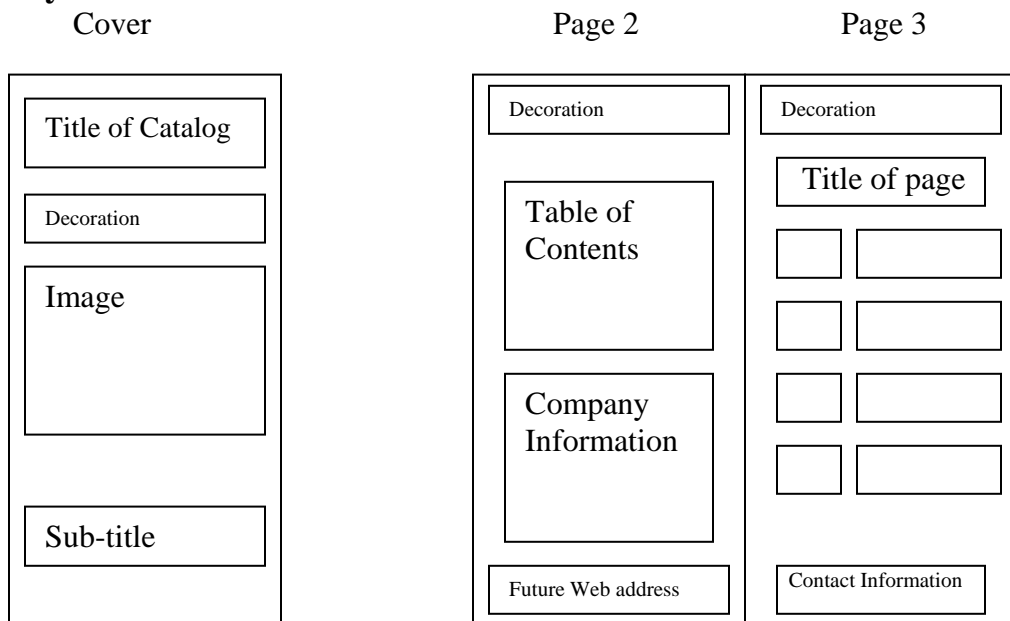 Cover
Page 2
Page 3
Title of Catalog
Decoration
Image
Sub-title
Decoration
Table of
Contents
Company
Information
Future Web address
Decoration
Title of page
Contact Information